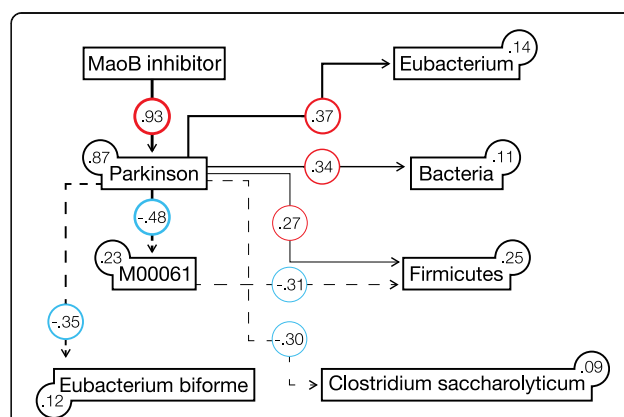 .14
MaoB inhibitor
Eubacterium
.93
.37
.87
.11
Parkinson
.34
Bacteria
-.48
.27
.23
.25
M00061
-.31
Firmicutes
-.35
-.30
.09
Eubacterium biforme
Clostridium saccharolyticum
.12